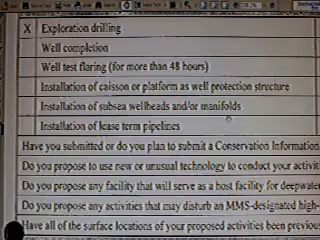 X Exploration drilling
Well completion
Well test flaring (for more than 48 hours)
Installation of caisson or platform as well protection structure
Installation of subsea wellheads and/or manifolds
Installation of lease term pipelines
Have you submitted or do you plan to submit a Conservation Information
Do you propose to use new or unusual technology to conduct your activit
Do you propose any facility that will serve as a host facility for deepwater
Do you propose any activities that may disturb an MMS-designated high-
Have all of the surface locations of your proposed activities been previous